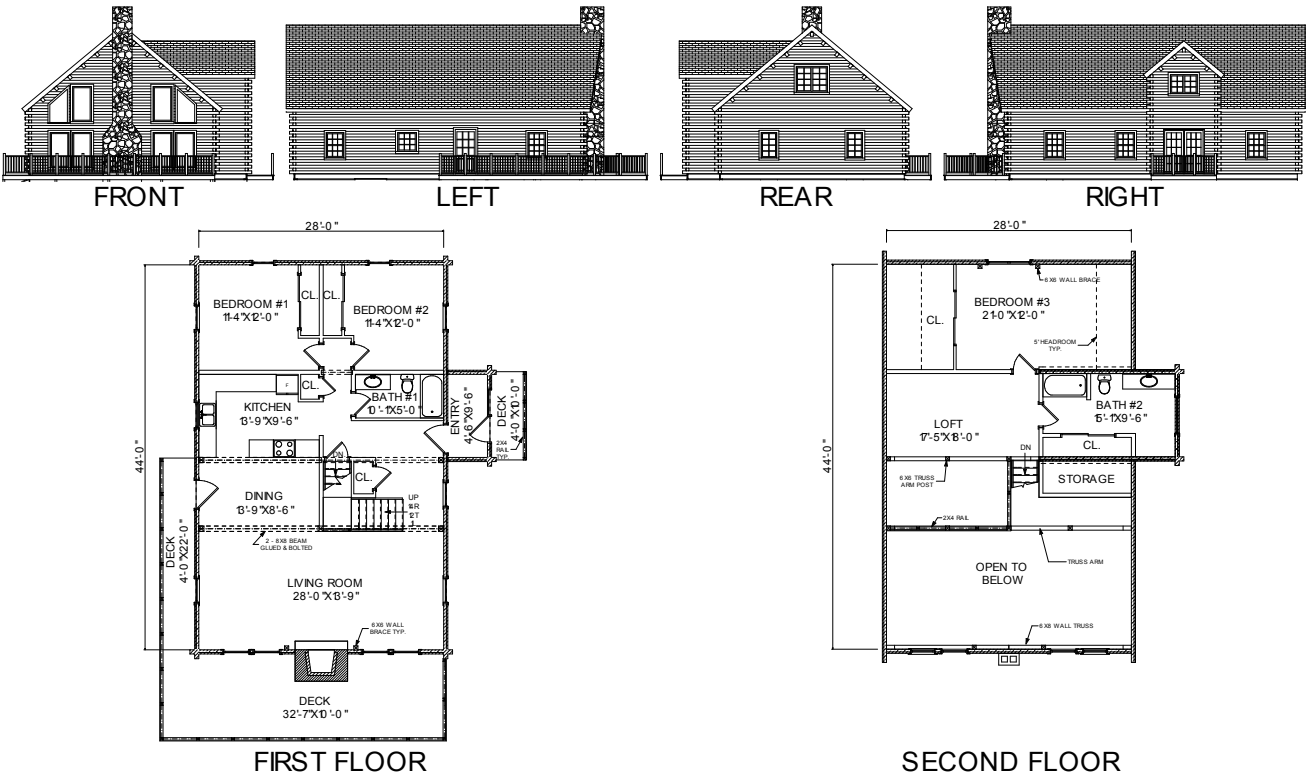 FRONT
LEFT
REAR
RIGHT
28'-0"
44'-0"
BEDROOM #1
11-4"X12'-0"
CL.
CL.
BEDROOM #2
11-4"X12'-0"
CL.
F
BATH #1
10'-1"X5'-0"
KITCHEN
13'-9"X9'-6"
ENTRY
4'-6"X9'-6"
DECK
4'-0"X10'-0"
2X4
RAIL
TYP.
DN
CL.
DINING
13'-9"X8'-6"
UP
14R
12T
2 - 8X8 BEAM
GLUED & BOLTED
DECK
4'-0"X22'-0"
LIVING ROOM
28'-0"X13'-9"
6X6 WALL
BRACE TYP.
DECK
32'-7"X10'-0"
FIRST FLOOR
28'-0"
44'-0"
6X6 WALL BRACE
BEDROOM #3
21-0"X12'-0"
CL.
5' HEADROOM
TYP.
LOFT
17'-5"X18'-0"
BATH #2
15'-1"X9'-6"
CL.
DN
STORAGE
6X6 TRUSS
ARM POST
2X4 RAIL
TRUSS ARM
OPEN TO
BELOW
6X8 WALL TRUSS
SECOND FLOOR